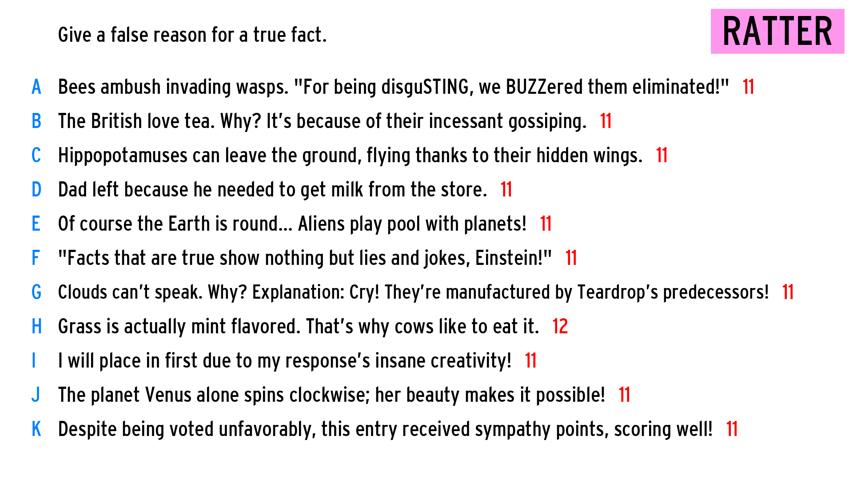 Give a false reason for a true fact.
RATTER
A Bees ambush invading wasps. "For being disguSTING, we BUZZered them eliminated!" 11
B The British love tea. Why? It's because of their incessant gossiping. 11
C Hippopotamuses can leave the ground, flying thanks to their hidden wings. 11
D Dad left because he needed to get milk from the store. 11
E Of course the Earth is round... Aliens play pool with planets! 11
F "Facts that are true show nothing but lies and jokes, Einstein!" 11
G Clouds can't speak. Why? Explanation: Cry! They're manufactured by Teardrop's predecessors! 11
H Grass is actually mint flavored. That's why cows like to eat it. 12
I I will place in first due to my response's insane creativity! 11
J The planet Venus alone spins clockwise; her beauty makes it possible! 11
K Despite being voted unfavorably, this entry received sympathy points, scoring well! 11